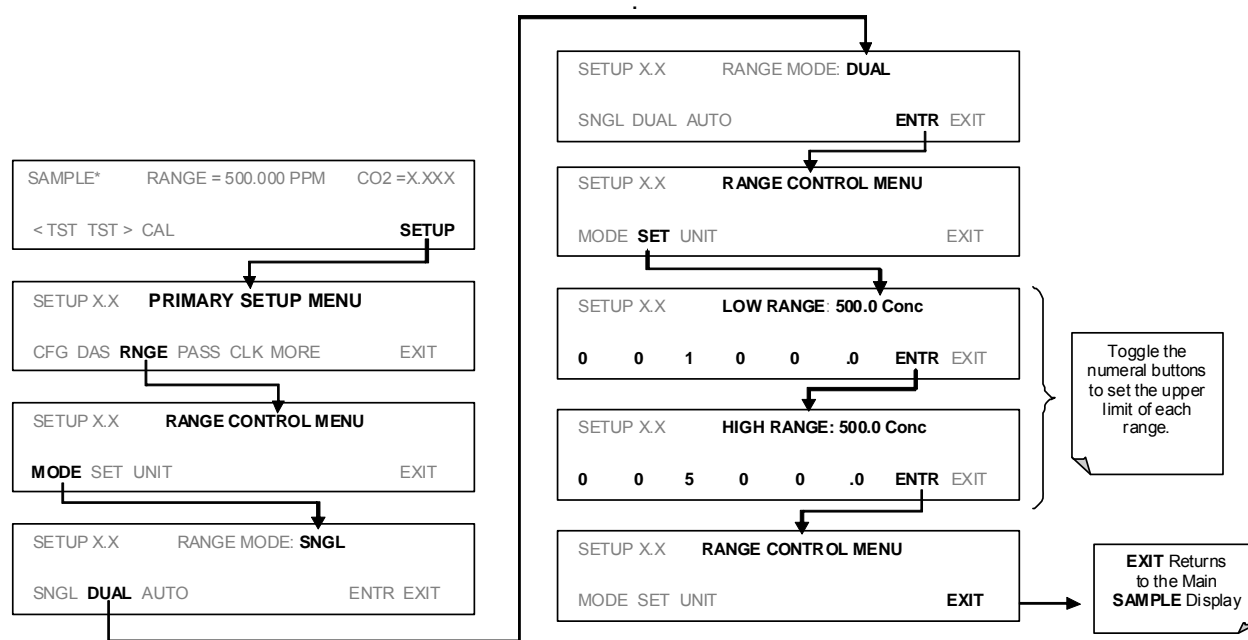 SAMPLE* RANGE = 500.000 PPM CO2 =X.XXX
< TST TST > CAL SETUP
SETUP X.X PRIMARY SETUP MENU
CFG DAS RNGE PASS CLK MORE EXIT
SETUP X.X RANGE CONTROL MENU
MODE SET UNIT EXIT
SETUP X.X RANGE MODE: SNGL
SNGL DUAL AUTO ENTR EXIT
SETUP X.X RANGE MODE: DUAL
SNGL DUAL AUTO ENTR EXIT
SETUP X.X RANGE CONTROL MENU
MODE SET UNIT EXIT
SETUP X.X LOW RANGE: 500.0 Conc
0 0 1 0 0 .0 ENTR EXIT
SETUP X.X HIGH RANGE: 500.0 Conc
0 0 5 0 0 .0 ENTR EXIT
Toggle the
numeral buttons
to set the upper
limit of each
range.
SETUP X.X RANGE CONTROL MENU
MODE SET UNIT EXIT
EXIT Returns
to the Main
SAMPLE Display